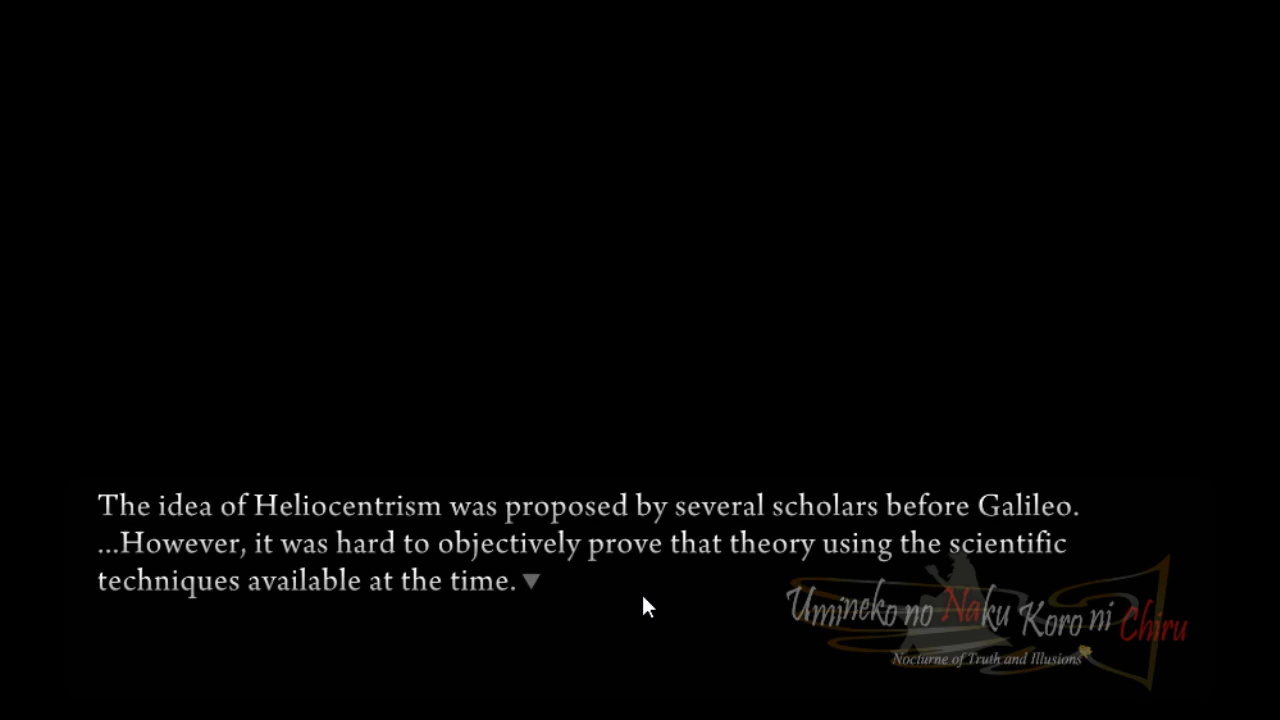 The idea of Heliocentrism was proposed by several scholars before Galileo.
...However, it was hard to objectively prove that theory using the scientific
techniques available at the time.
Umineko no Naku Koro ni Chiru
Nocturne of Truth and Illusions